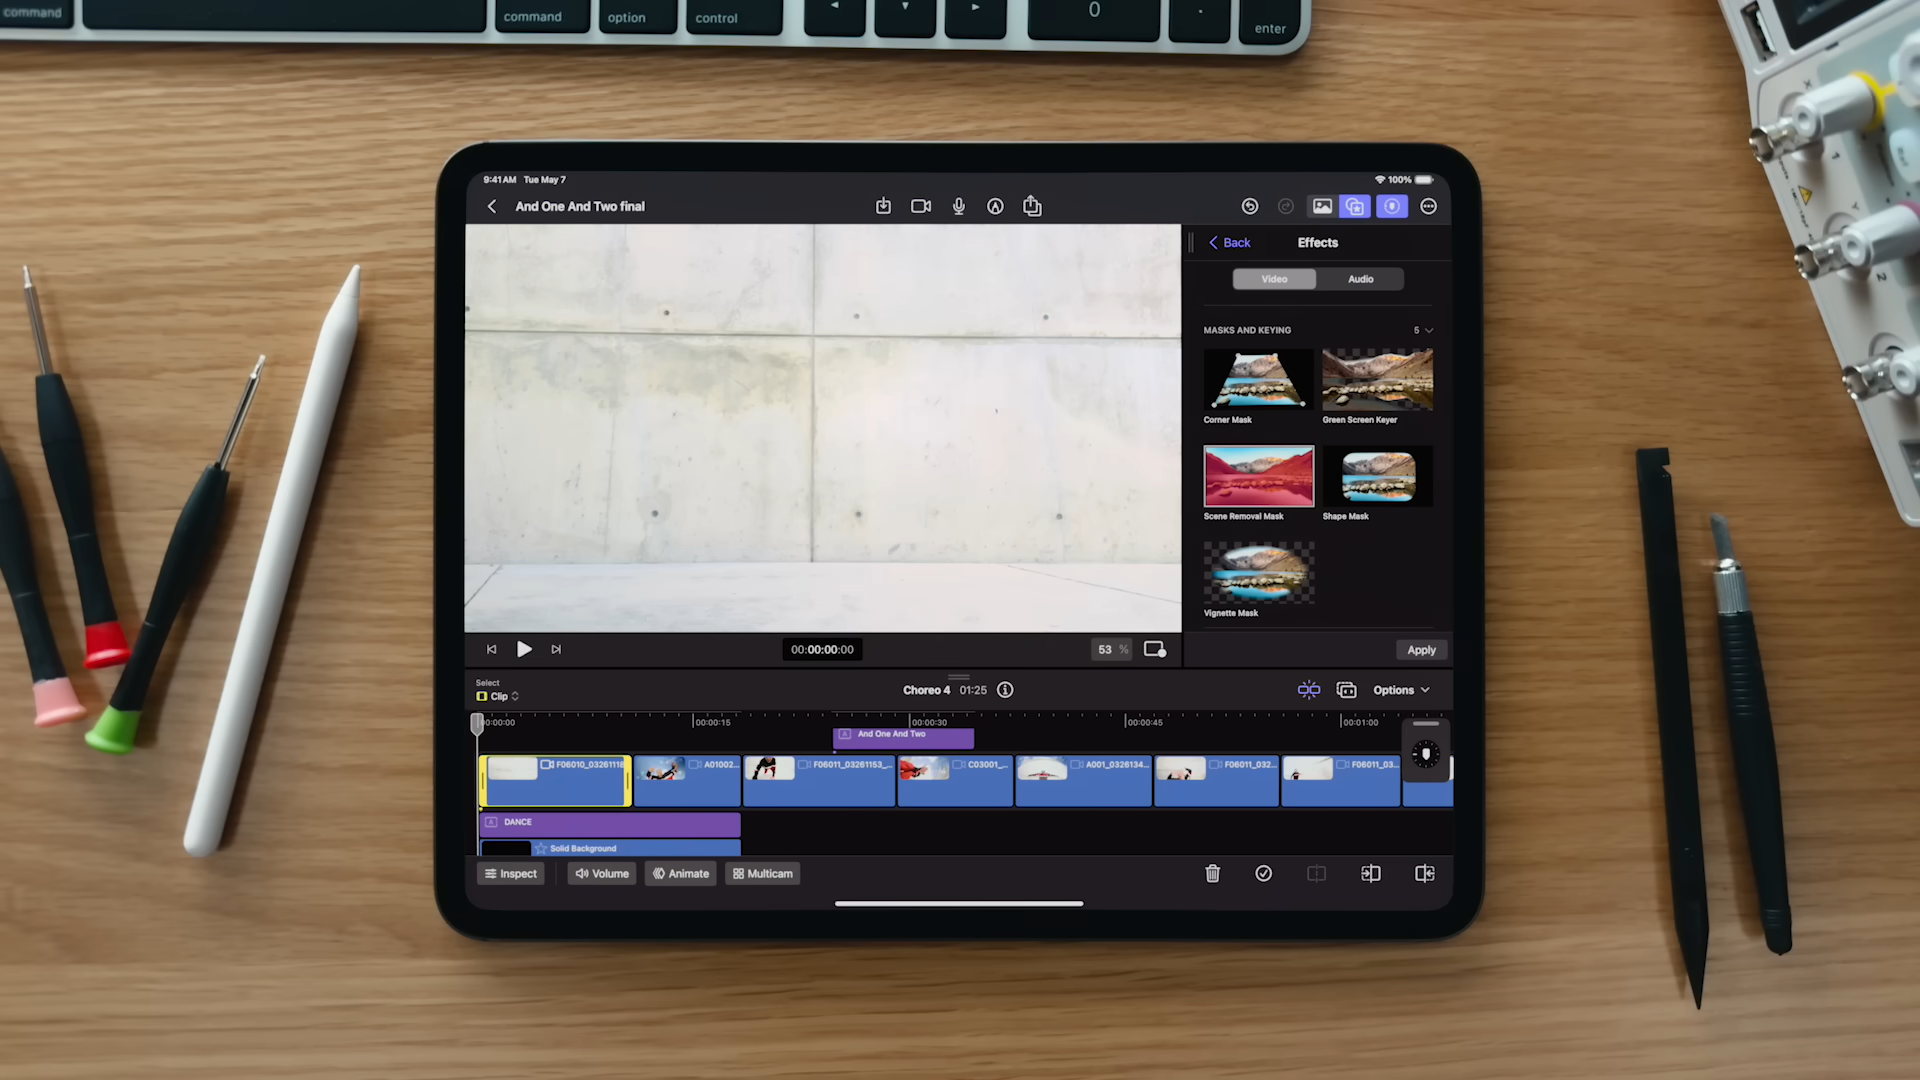 command
command
option
control
0
.
enter
9:41 AM Tue May 7
100%
And One And Two final
Back
Effects
Video
Audio
MASKS AND KEYING
5
Corner Mask
Green Screen Keyer
Scene Removal Mask
Shape Mask
Vignette Mask
00:00:00:00
53 %
Apply
Select
Clip
Choreo 4 01:25
Options
00:00:00
00:00:15
00:00:30
00:00:45
00:01:00
And One And Two
F06010_03261118
A01002...
F06011_03261153_...
C03001_...
A001_0326134...
F06011_032...
F06011_03...
DANCE
Solid Background
Inspect
Volume
Animate
Multicam